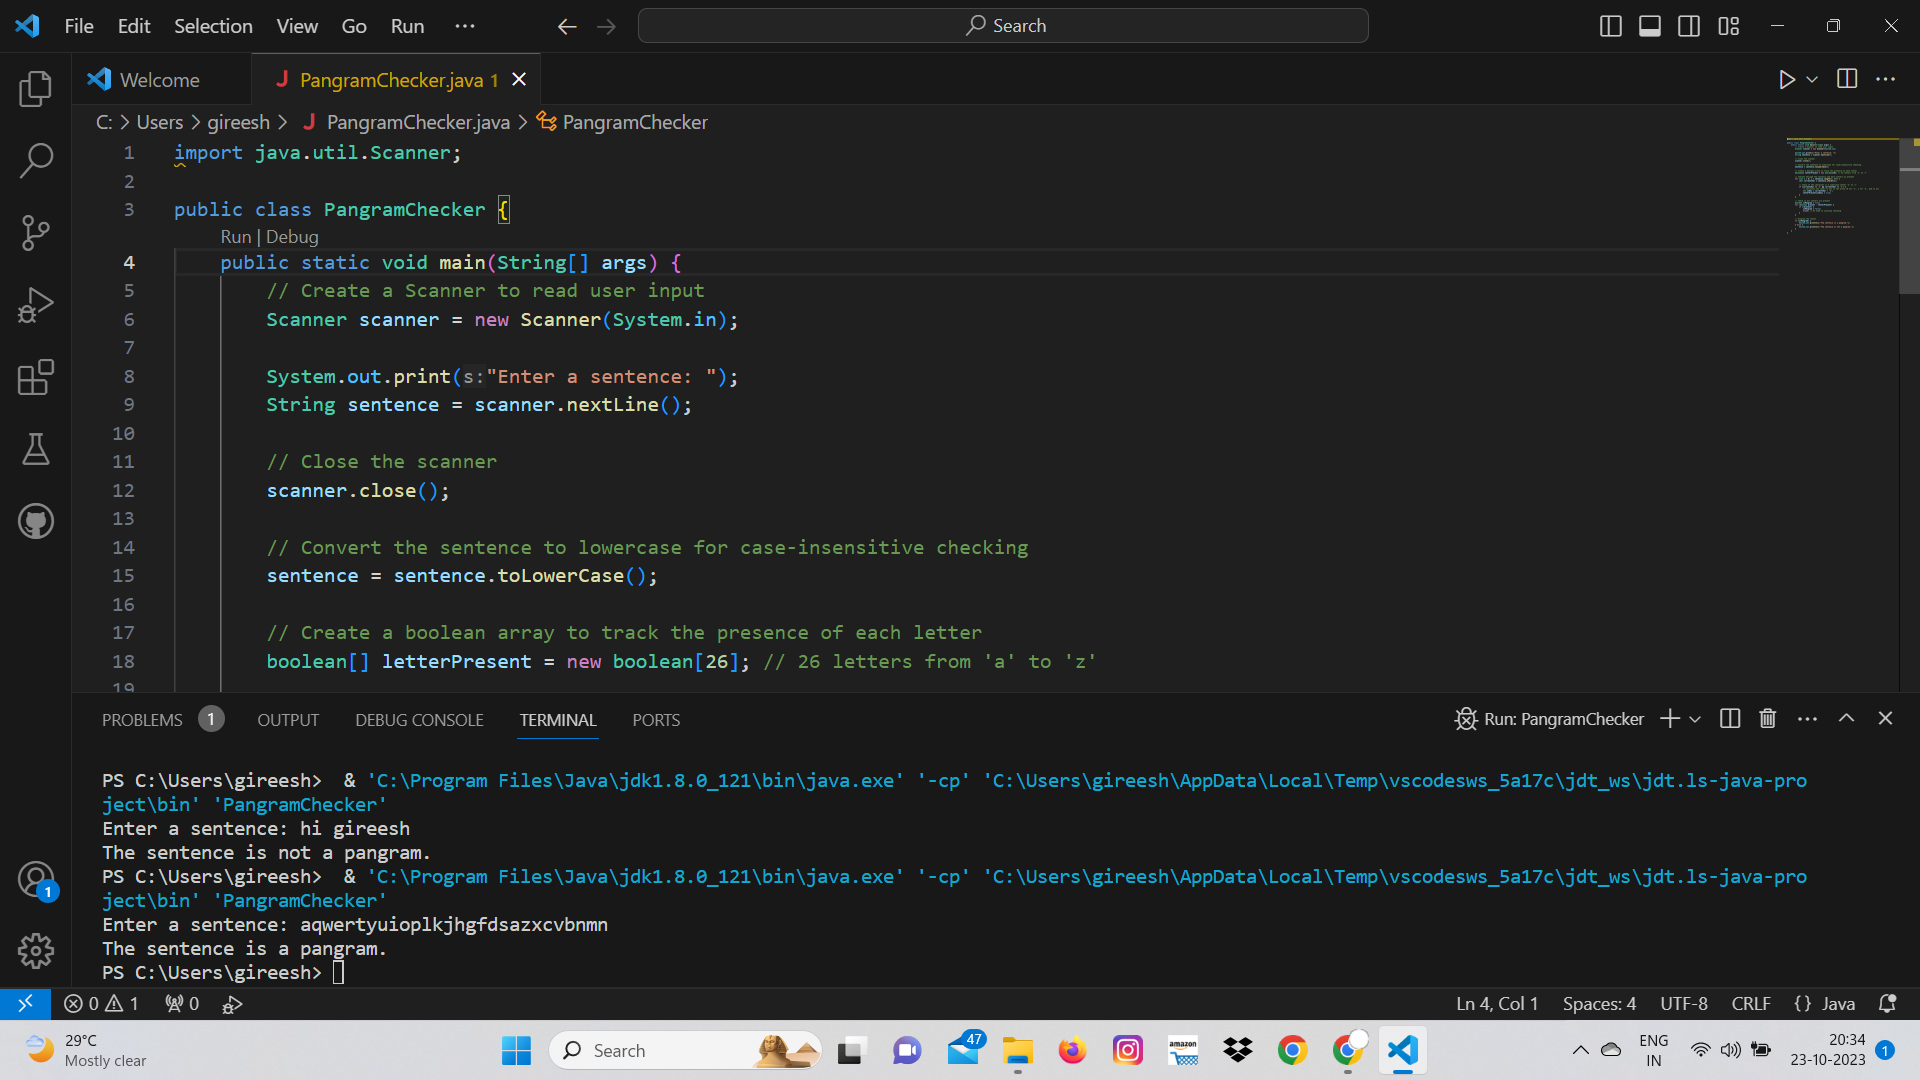 File Edit Selection View Go Run ··· Search
Welcome PangramChecker.java 1
C: > Users > gireesh > PangramChecker.java > PangramChecker
1 import java.util.Scanner;
2
3 public class PangramChecker {
Run | Debug
4 public static void main(String[] args) {
5 // Create a Scanner to read user input
6 Scanner scanner = new Scanner(System.in);
7
8 System.out.print(s:"Enter a sentence: ");
9 String sentence = scanner.nextLine();
10
11 // Close the scanner
12 scanner.close();
13
14 // Convert the sentence to lowercase for case-insensitive checking
15 sentence = sentence.toLowerCase();
16
17 // Create a boolean array to track the presence of each letter
18 boolean[] letterPresent = new boolean[26]; // 26 letters from 'a' to 'z'
19
PROBLEMS 1 OUTPUT DEBUG CONSOLE TERMINAL PORTS Run: PangramChecker
PS C:\Users\gireesh>  & 'C:\Program Files\Java\jdk1.8.0_121\bin\java.exe' '-cp' 'C:\Users\gireesh\AppData\Local\Temp\vscodesws_5a17c\jdt_ws\jdt.ls-java-pro
ject\bin' 'PangramChecker'
Enter a sentence: hi gireesh
The sentence is not a pangram.
PS C:\Users\gireesh>  & 'C:\Program Files\Java\jdk1.8.0_121\bin\java.exe' '-cp' 'C:\Users\gireesh\AppData\Local\Temp\vscodesws_5a17c\jdt_ws\jdt.ls-java-pro
ject\bin' 'PangramChecker'
Enter a sentence: aqwertyuioplkjhgfdsazxcvbnmn
The sentence is a pangram.
PS C:\Users\gireesh>
1
0 1 0 Ln 4, Col 1 Spaces: 4 UTF-8 CRLF {} Java
29°C
Mostly clear
Search
47
amazon
ENG
IN
20:34
23-10-2023
1